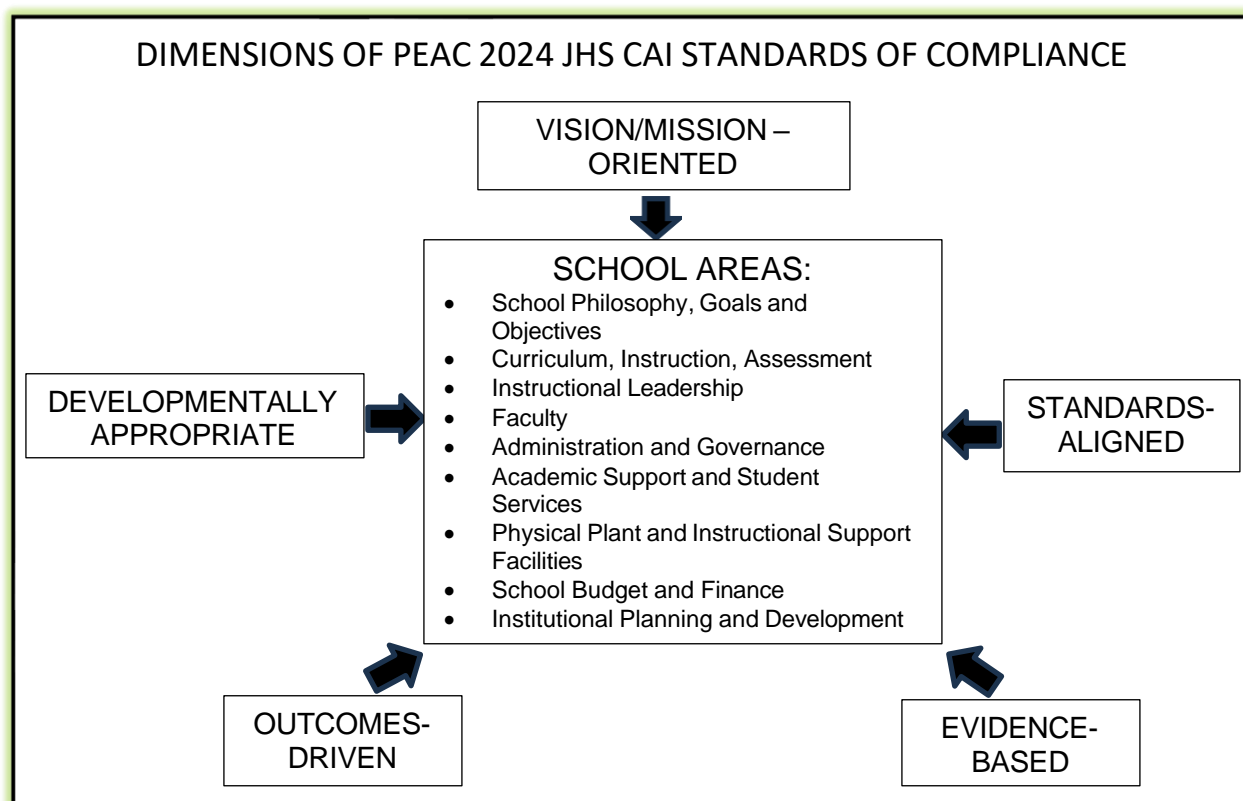 DIMENSIONS OF PEAC 2024 JHS CAI STANDARDS OF COMPLIANCE
VISION/MISSION –
ORIENTED
SCHOOL AREAS:
• School Philosophy, Goals and
Objectives
• Curriculum, Instruction, Assessment
• Instructional Leadership
• Faculty
• Administration and Governance
• Academic Support and Student
Services
• Physical Plant and Instructional Support
Facilities
• School Budget and Finance
• Institutional Planning and Development
DEVELOPMENTALLY
APPROPRIATE
STANDARDS-
ALIGNED
OUTCOMES-
DRIVEN
EVIDENCE-
BASED